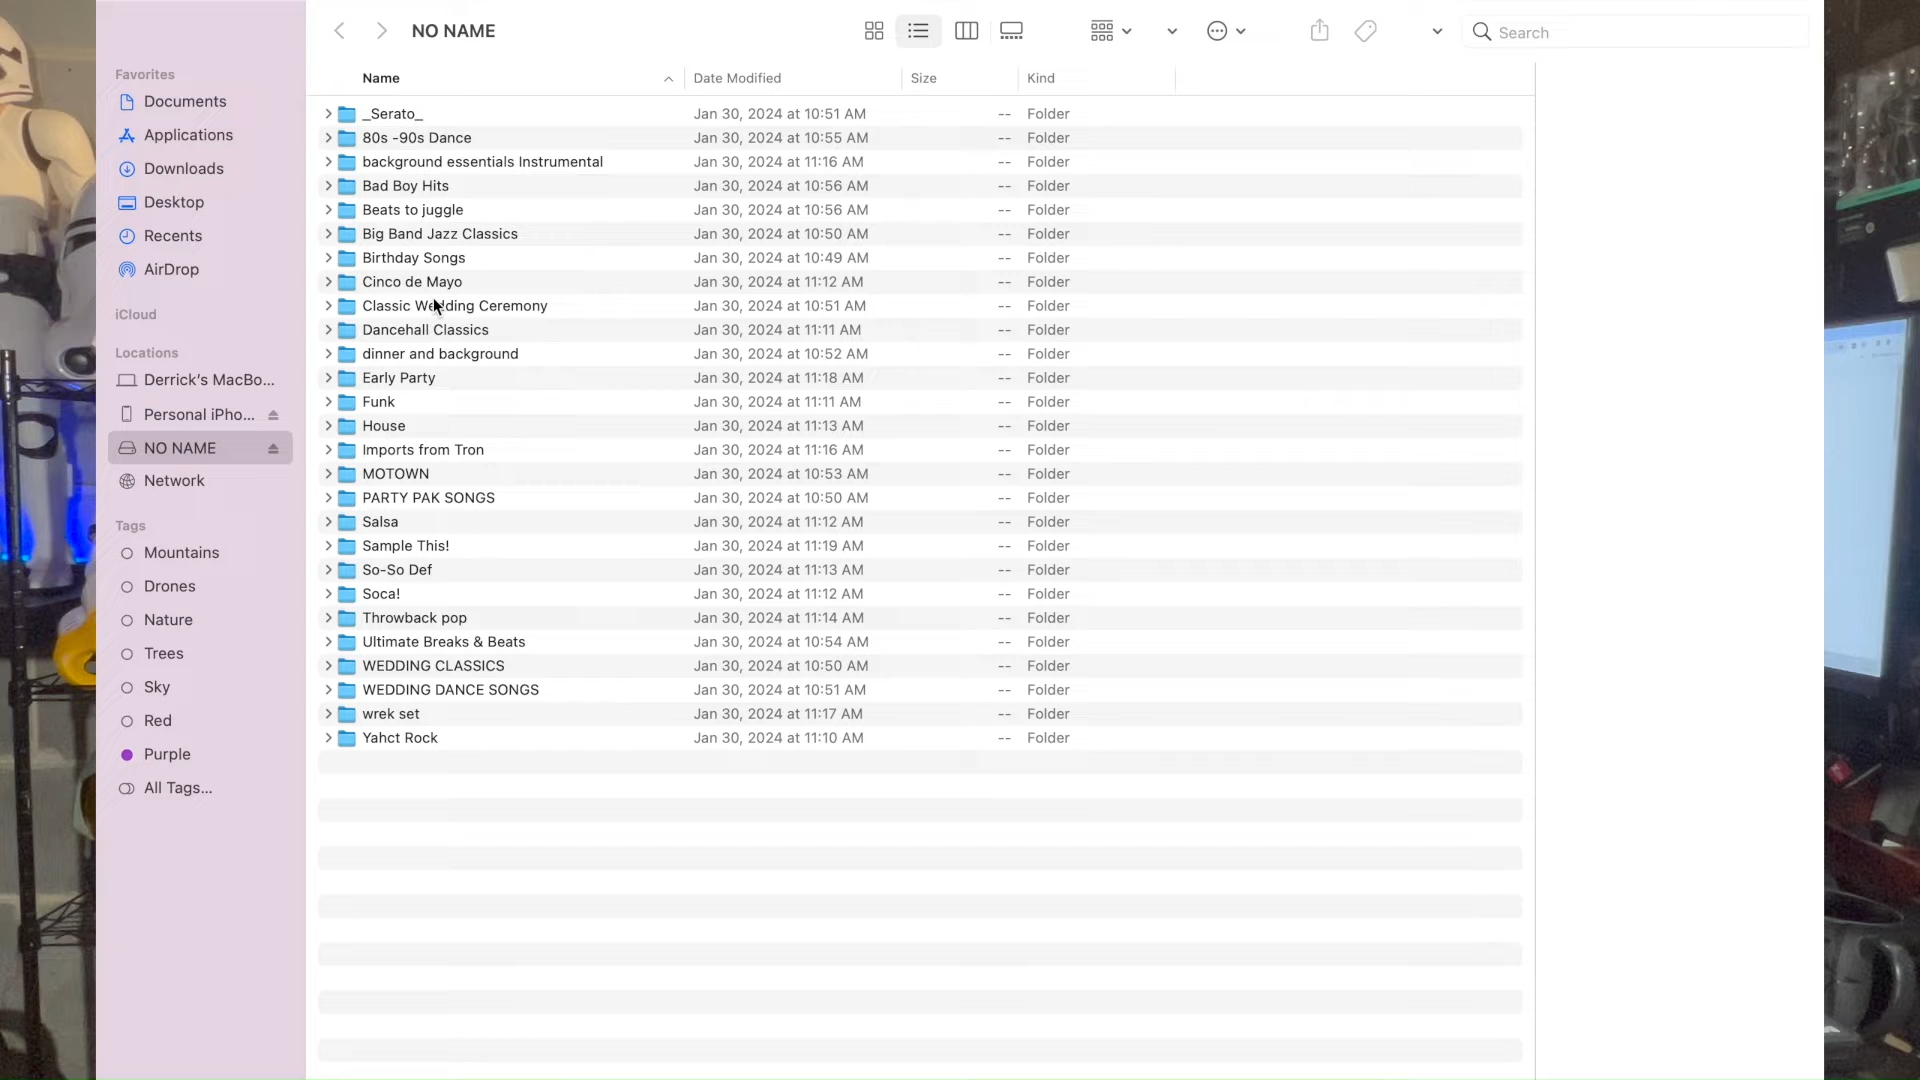 NO NAME
Search
Favorites
Documents
Applications
Downloads
Desktop
Recents
AirDrop
iCloud
Locations
Derrick's MacBo...
Personal iPho...
NO NAME
Network
Tags
Mountains
Drones
Nature
Trees
Sky
Red
Purple
All Tags...
Name Date Modified Size Kind
_Serato_ Jan 30, 2024 at 10:51 AM -- Folder
80s -90s Dance Jan 30, 2024 at 10:55 AM -- Folder
background essentials Instrumental Jan 30, 2024 at 11:16 AM -- Folder
Bad Boy Hits Jan 30, 2024 at 10:56 AM -- Folder
Beats to juggle Jan 30, 2024 at 10:56 AM -- Folder
Big Band Jazz Classics Jan 30, 2024 at 10:50 AM -- Folder
Birthday Songs Jan 30, 2024 at 10:49 AM -- Folder
Cinco de Mayo Jan 30, 2024 at 11:12 AM -- Folder
Classic Wedding Ceremony Jan 30, 2024 at 10:51 AM -- Folder
Dancehall Classics Jan 30, 2024 at 11:11 AM -- Folder
dinner and background Jan 30, 2024 at 10:52 AM -- Folder
Early Party Jan 30, 2024 at 11:18 AM -- Folder
Funk Jan 30, 2024 at 11:11 AM -- Folder
House Jan 30, 2024 at 11:13 AM -- Folder
Imports from Tron Jan 30, 2024 at 11:16 AM -- Folder
MOTOWN Jan 30, 2024 at 10:53 AM -- Folder
PARTY PAK SONGS Jan 30, 2024 at 10:50 AM -- Folder
Salsa Jan 30, 2024 at 11:12 AM -- Folder
Sample This! Jan 30, 2024 at 11:19 AM -- Folder
So-So Def Jan 30, 2024 at 11:13 AM -- Folder
Soca! Jan 30, 2024 at 11:12 AM -- Folder
Throwback pop Jan 30, 2024 at 11:14 AM -- Folder
Ultimate Breaks & Beats Jan 30, 2024 at 10:54 AM -- Folder
WEDDING CLASSICS Jan 30, 2024 at 10:50 AM -- Folder
WEDDING DANCE SONGS Jan 30, 2024 at 10:51 AM -- Folder
wrek set Jan 30, 2024 at 11:17 AM -- Folder
Yahct Rock Jan 30, 2024 at 11:10 AM -- Folder